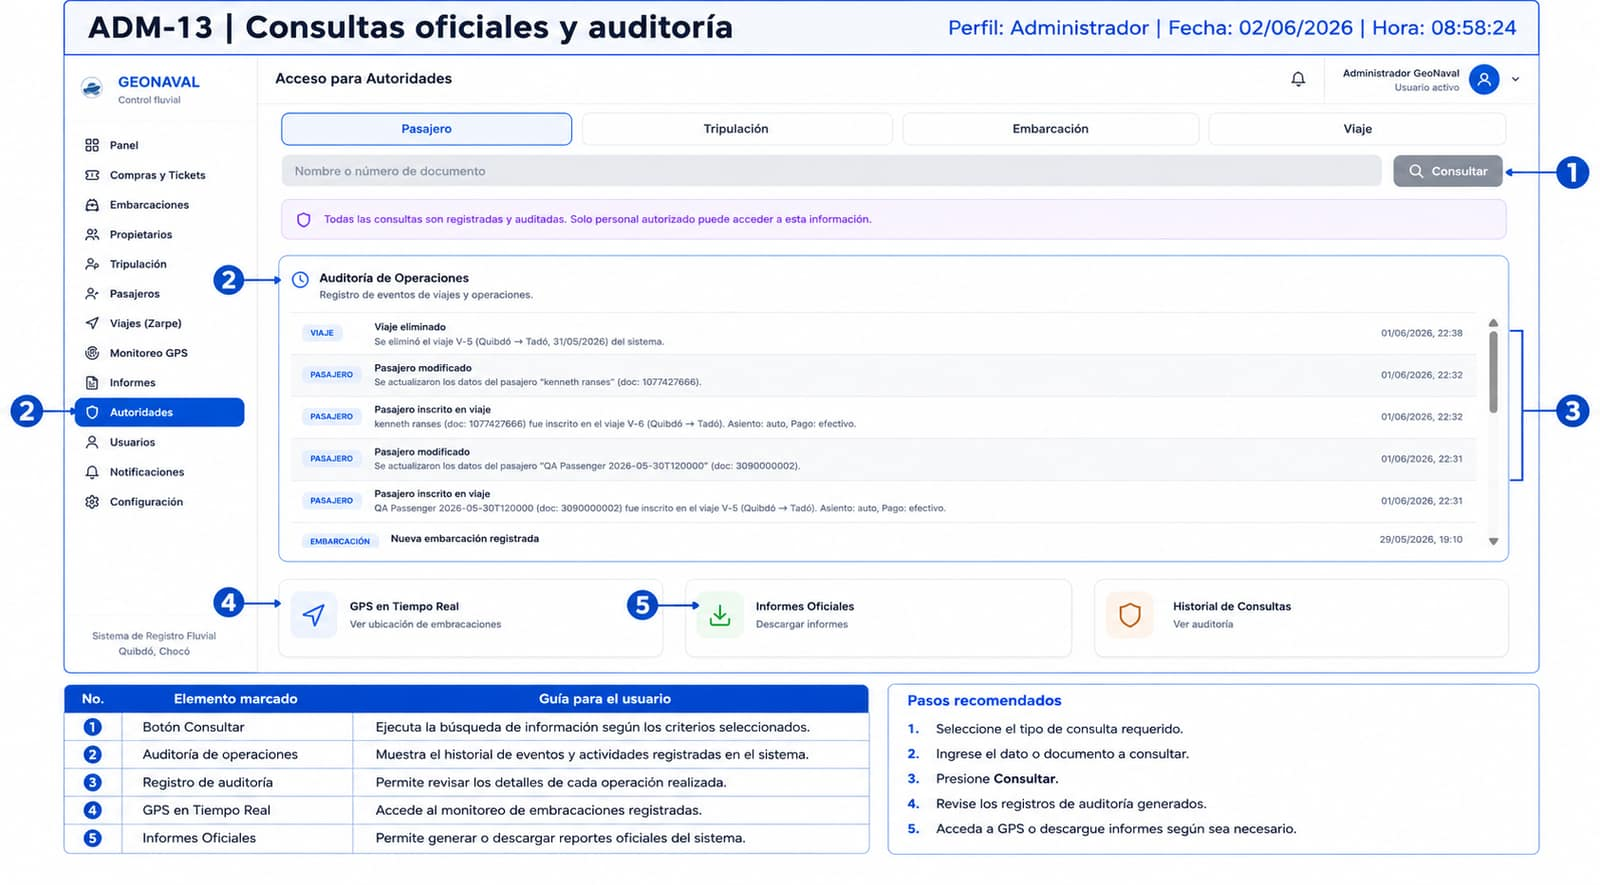 ADM-13 | Consultas oficiales y auditoría
Perfil: Administrador | Fecha: 02/06/2026 | Hora: 08:58:24
GEONAVAL
Control fluvial
Acceso para Autoridades
Administrador GeoNaval
Usuario activo
Panel
Compras y Tickets
Embarcaciones
Propietarios
Tripulación
Pasajeros
Viajes (Zarpe)
Monitoreo GPS
Informes
2
Autoridades
Usuarios
Notificaciones
Configuración
Sistema de Registro Fluvial
Quibdó, Chocó
Pasajero
Tripulación
Embarcación
Viaje
Nombre o número de documento
Consultar
1
Todas las consultas son registradas y auditadas. Solo personal autorizado puede acceder a esta información.
2
Auditoría de Operaciones
Registro de eventos de viajes y operaciones.
VIAJE
Viaje eliminado
Se eliminó el viaje V-5 (Quibdó → Tadó, 31/05/2026) del sistema.
01/06/2026, 22:38
PASAJERO
Pasajero modificado
Se actualizaron los datos del pasajero "kenneth ranses" (doc: 1077427666).
01/06/2026, 22:32
PASAJERO
Pasajero inscrito en viaje
kenneth ranses (doc: 1077427666) fue inscrito en el viaje V-6 (Quibdó → Tadó). Asiento: auto, Pago: efectivo.
01/06/2026, 22:32
3
PASAJERO
Pasajero modificado
Se actualizaron los datos del pasajero "QA Passenger 2026-05-30T120000" (doc: 3090000002).
01/06/2026, 22:31
PASAJERO
Pasajero inscrito en viaje
QA Passenger 2026-05-30T120000 (doc: 3090000002) fue inscrito en el viaje V-5 (Quibdó → Tadó). Asiento: auto, Pago: efectivo.
01/06/2026, 22:31
EMBARCACIÓN
Nueva embarcación registrada
29/05/2026, 19:10
4
GPS en Tiempo Real
Ver ubicación de embracaciones
5
Informes Oficiales
Descargar informes
Historial de Consultas
Ver auditoría
No. Elemento marcado Guía para el usuario
1 Botón Consultar Ejecuta la búsqueda de información según los criterios seleccionados.
2 Auditoría de operaciones Muestra el historial de eventos y actividades registradas en el sistema.
3 Registro de auditoría Permite revisar los detalles de cada operación realizada.
4 GPS en Tiempo Real Accede al monitoreo de embarcaciones registradas.
5 Informes Oficiales Permite generar o descargar reportes oficiales del sistema.
Pasos recomendados
1. Seleccione el tipo de consulta requerido.
2. Ingrese el dato o documento a consultar.
3. Presione Consultar.
4. Revise los registros de auditoría generados.
5. Acceda a GPS o descargue informes según sea necesario.